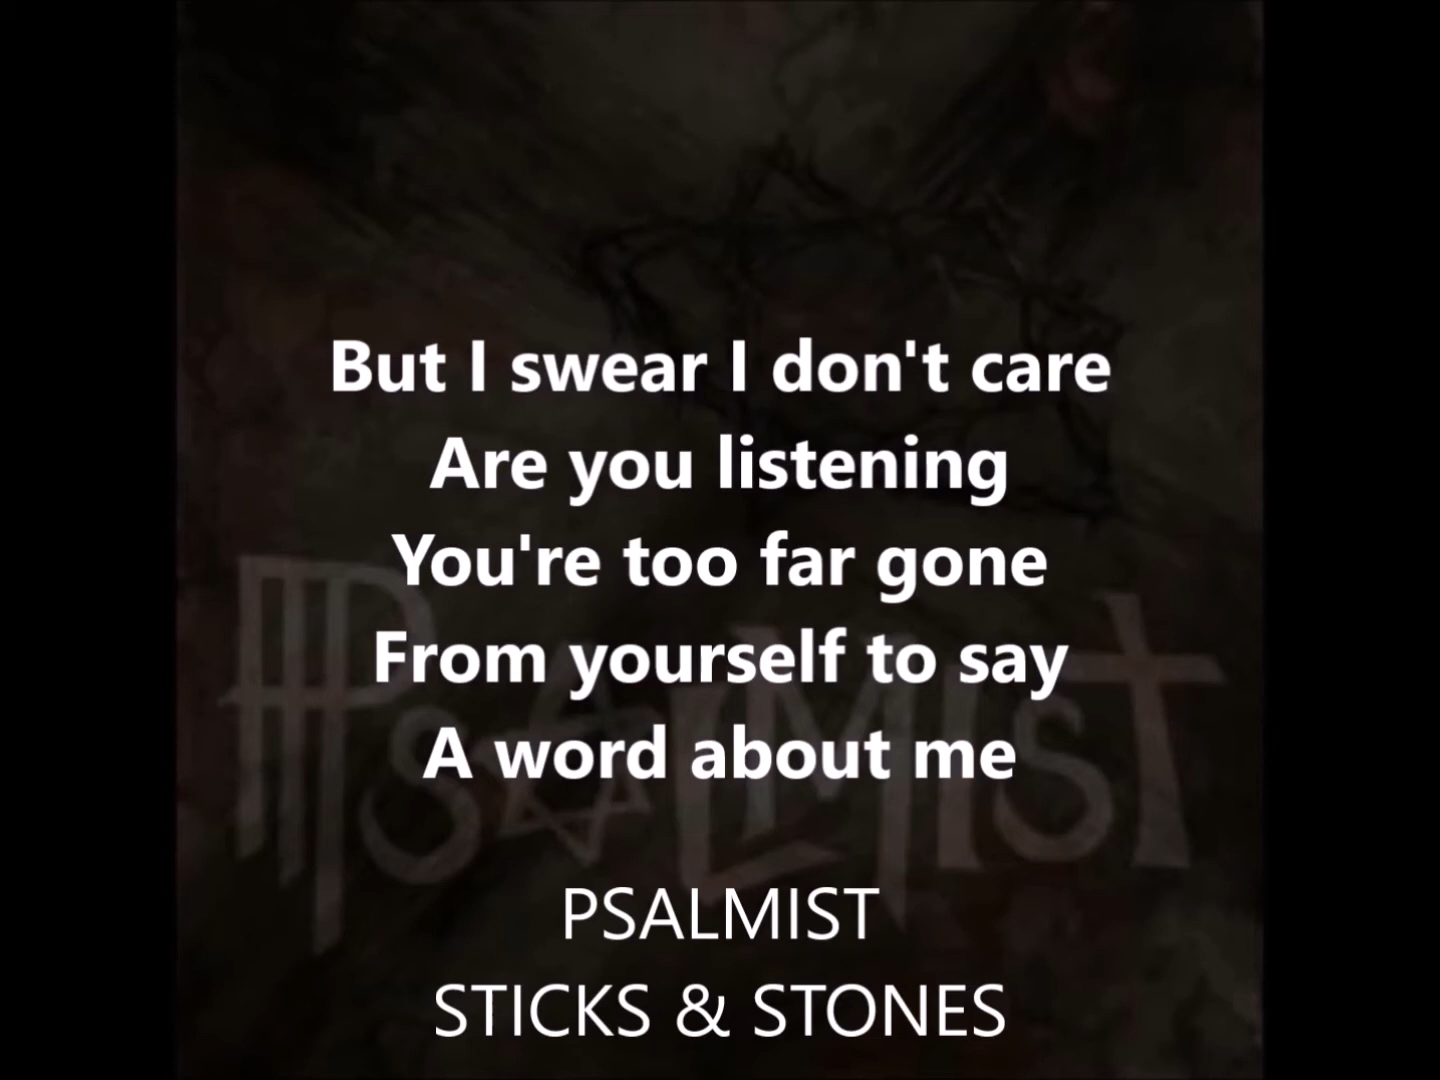 But I swear I don't care
Are you listening
You're too far gone
From yourself to say
A word about me
PSALMIST
PSALMIST
STICKS & STONES